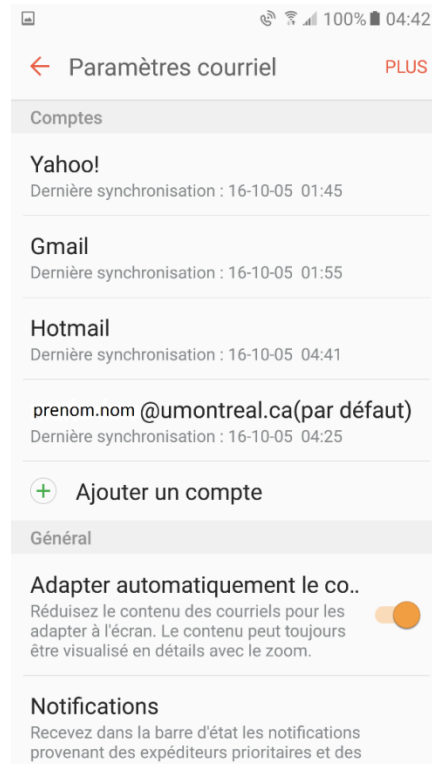 100% 04:42
Paramètres courriel PLUS
Comptes
Yahoo!
Dernière synchronisation : 16-10-05 01:45
Gmail
Dernière synchronisation : 16-10-05 01:55
Hotmail
Dernière synchronisation : 16-10-05 04:41
prenom.nom @umontreal.ca(par défaut)
Dernière synchronisation : 16-10-05 04:25
Ajouter un compte
Général
Adapter automatiquement le co..
Réduisez le contenu des courriels pour les
adapter à l'écran. Le contenu peut toujours
être visualisé en détails avec le zoom.
Notifications
Recevez dans la barre d'état les notifications
provenant des expéditeurs prioritaires et des